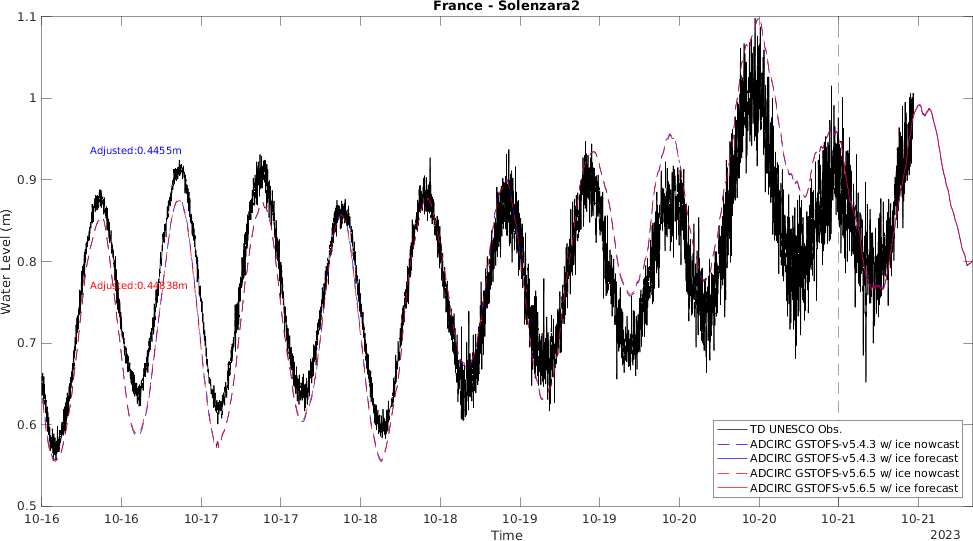 France - Solenzara2
1.1
1
0.9
0.8
0.7
0.6
0.5
Water Level (m)
Adjusted:0.4455m
Adjusted:0.44838m
TD UNESCO Obs.
ADCIRC GSTOFS-v5.4.3 w/ ice nowcast
ADCIRC GSTOFS-v5.4.3 w/ ice forecast
ADCIRC GSTOFS-v5.6.5 w/ ice nowcast
ADCIRC GSTOFS-v5.6.5 w/ ice forecast
10-16 10-16 10-17 10-17 10-18 10-18 10-19 10-19 10-20 10-20 10-21 10-21
Time
2023